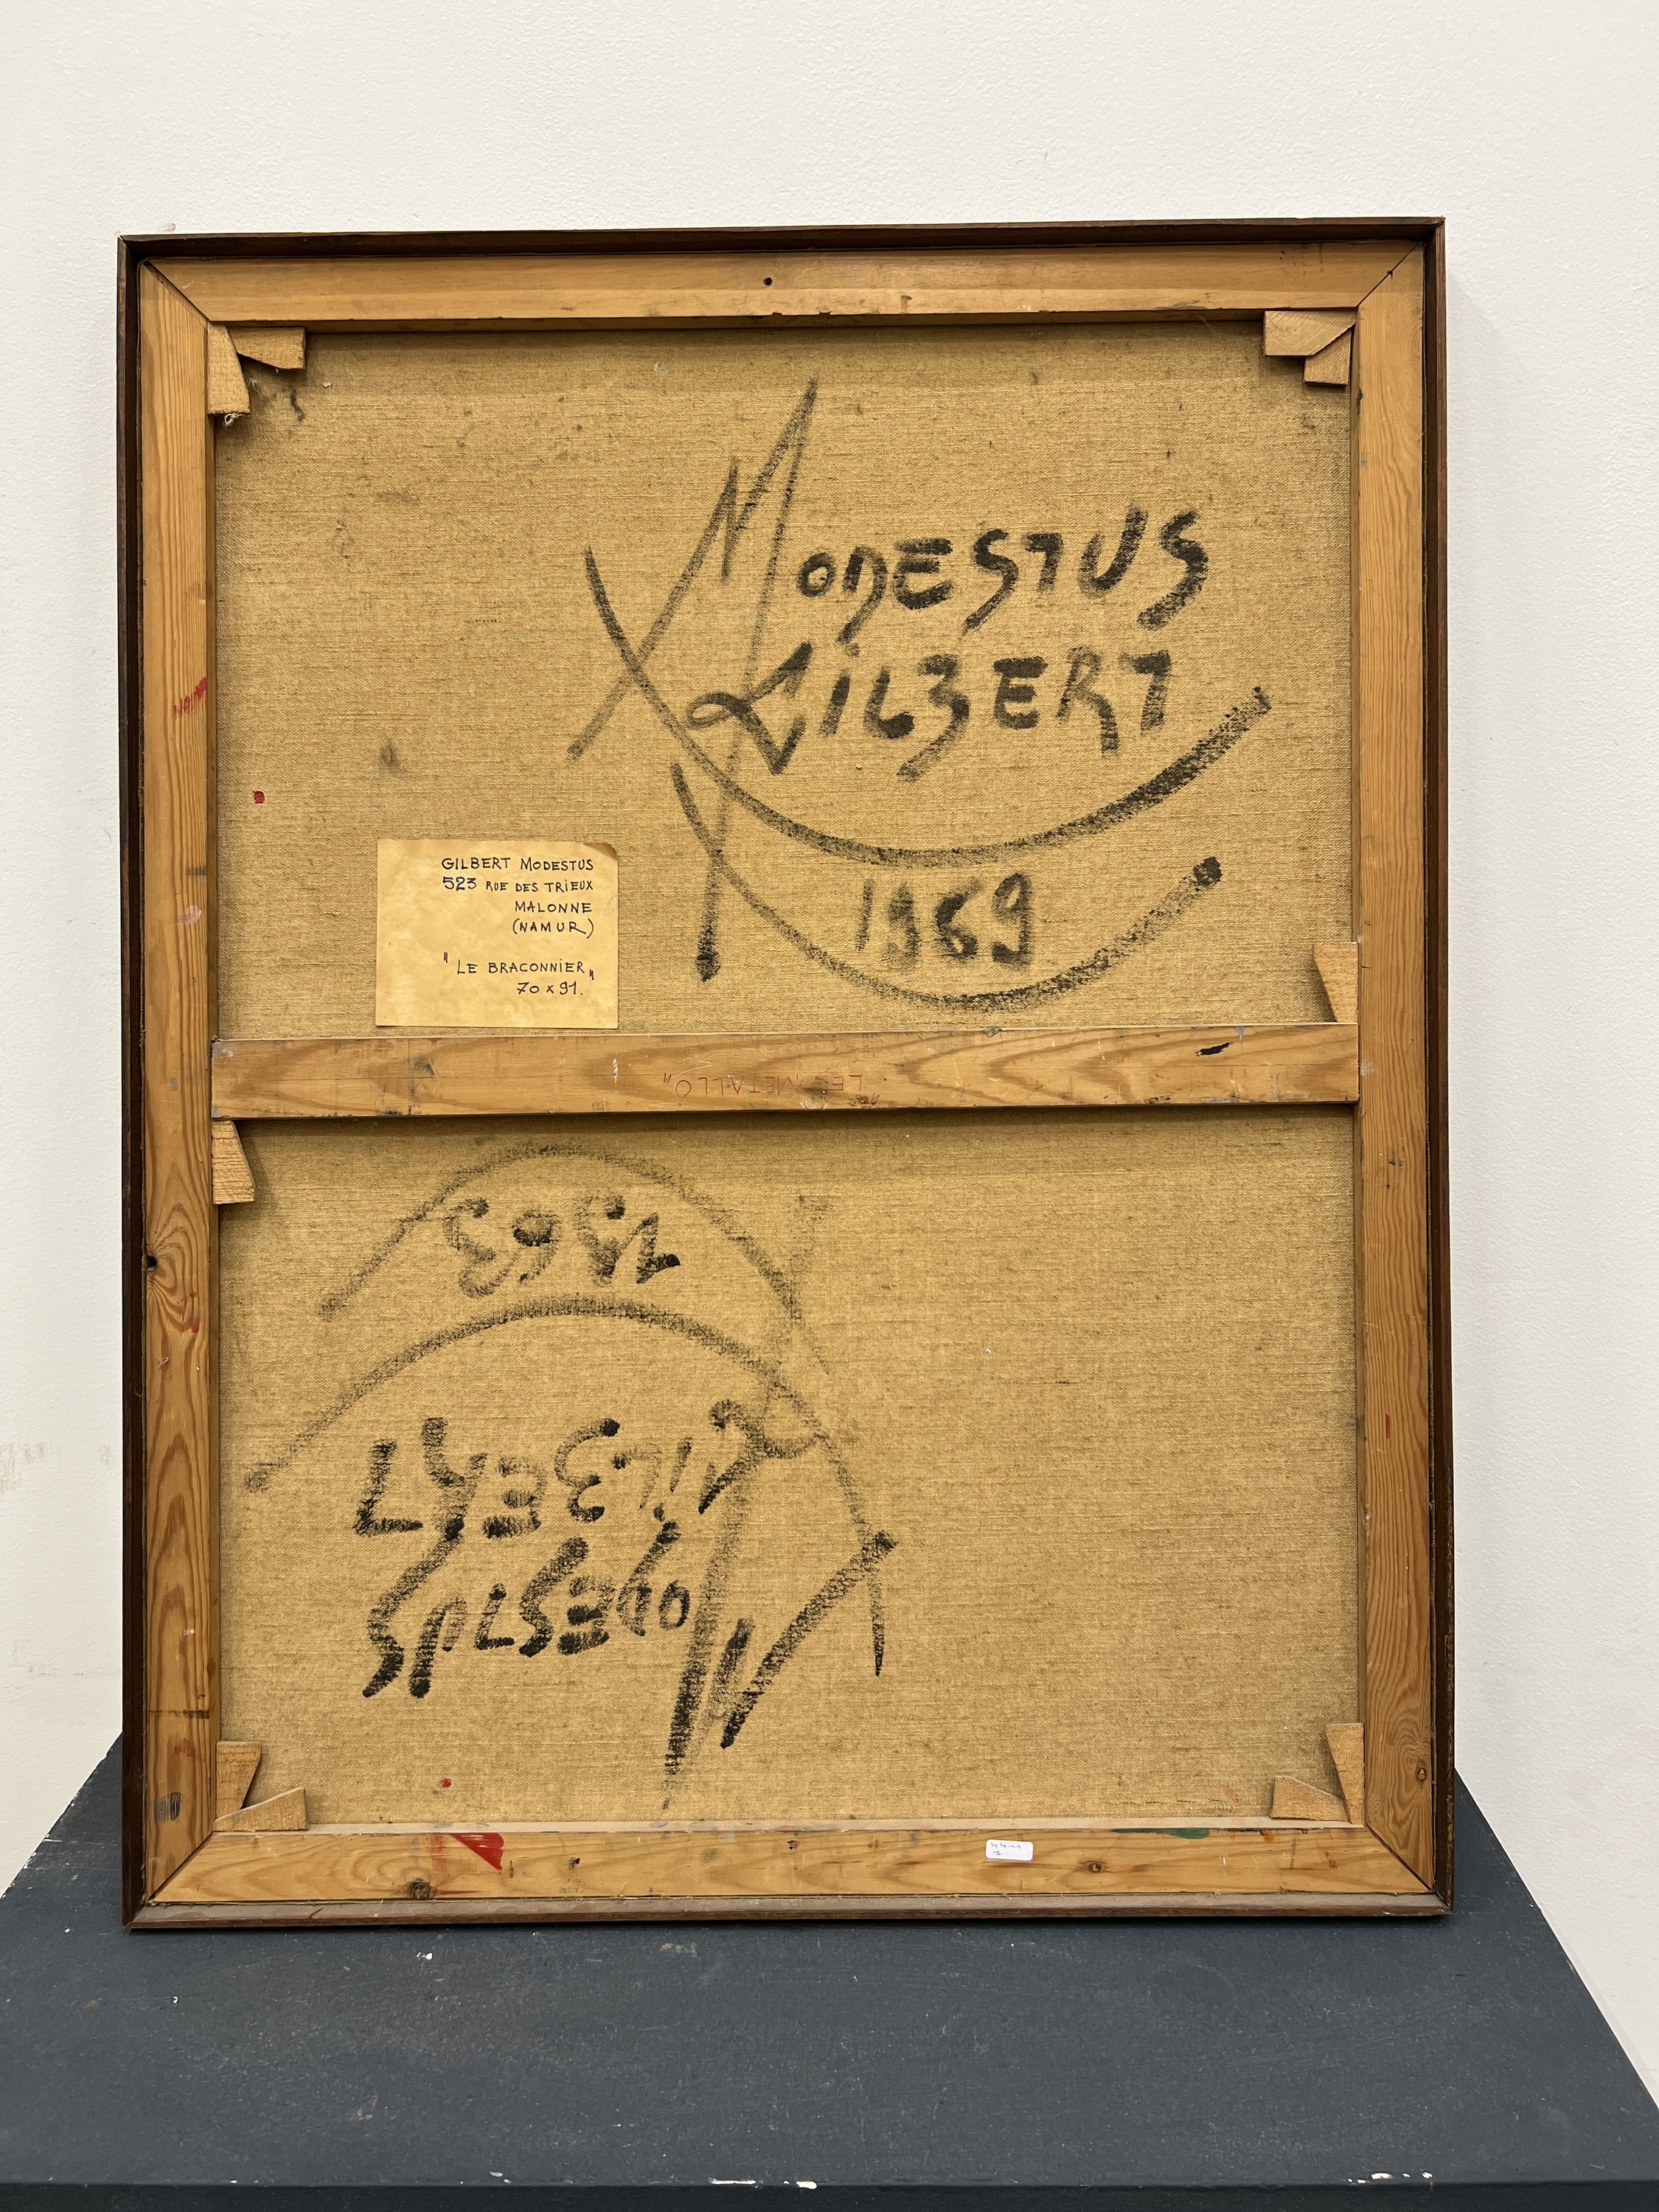 MODESTUS
GILBERT
1969
GILBERT MODESTUS
523 RUE DES TRIEUX
MALONNE
(NAMUR)
"LE BRACONNIER"
70 x 91.
"LE METALLO"
MODESTUS
GILBERT
1963